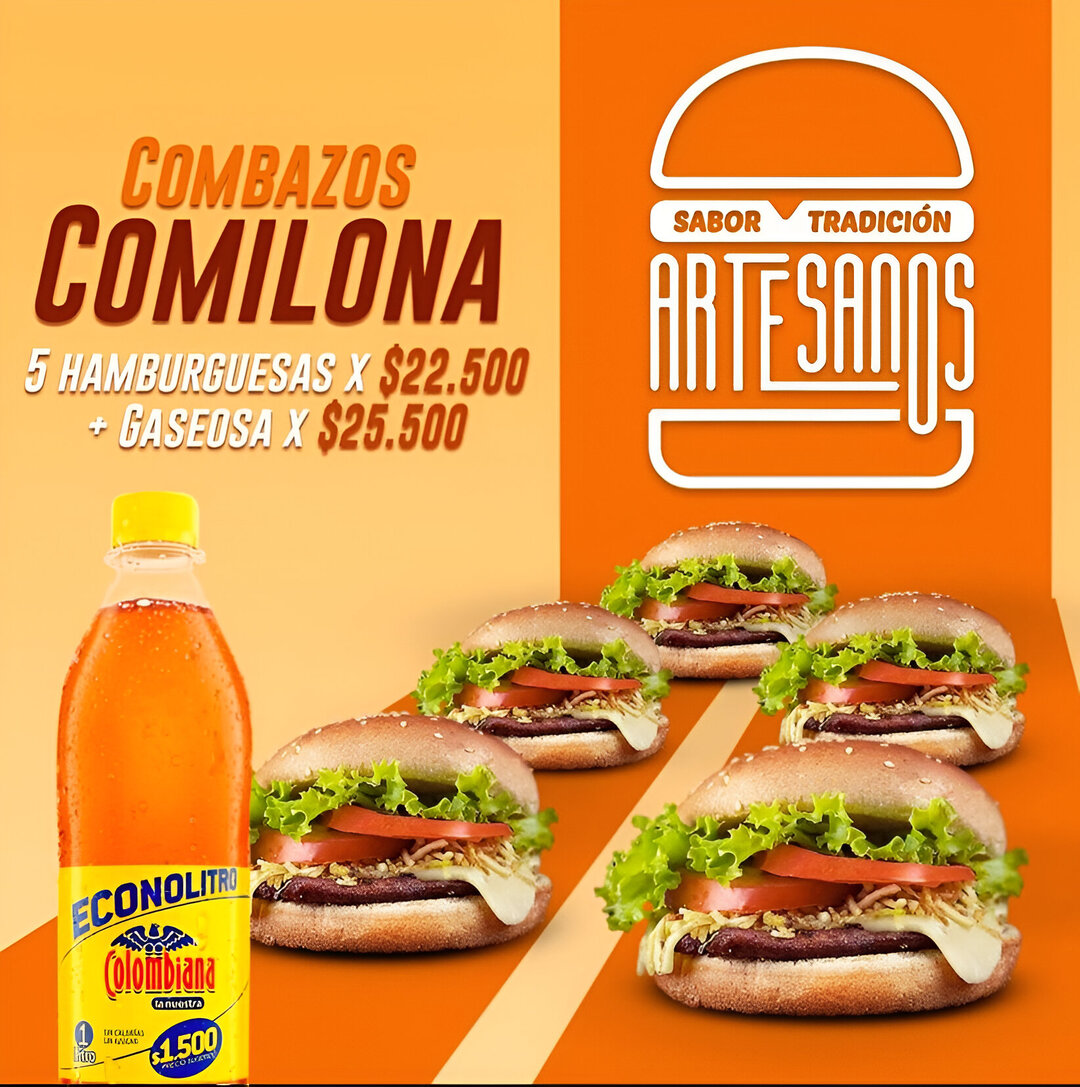 COMBAZOS
COMILONA
5 HAMBURGUESAS X $22.500
+ GASEOSA X $25.500
SABOR TRADICIÓN
ARTESANOS
ECONOLITRO
Colombiana
la nuestra
1
litro
$1.500